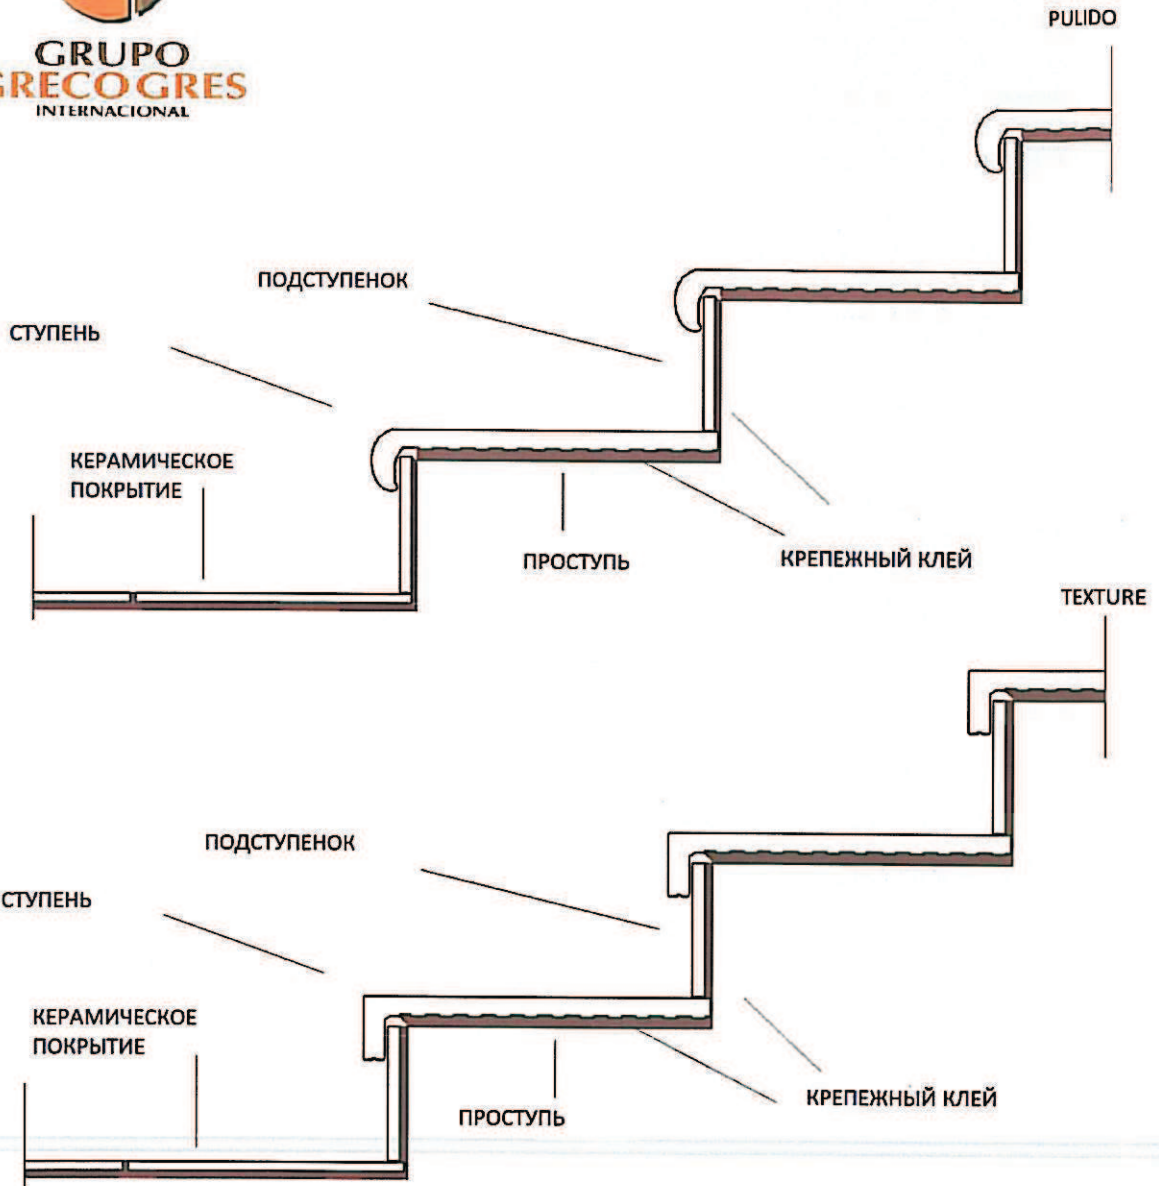 GRUPO
GRECOGRES
INTERNACIONAL
PULIDO
ПОДСТУПЕНОК
СТУПЕНЬ
КЕРАМИЧЕСКОЕ
ПОКРЫТИЕ
ПРОСТУПЬ
КРЕПЕЖНЫЙ КЛЕЙ
TEXTURE
ПОДСТУПЕНОК
СТУПЕНЬ
КЕРАМИЧЕСКОЕ
ПОКРЫТИЕ
ПРОСТУПЬ
КРЕПЕЖНЫЙ КЛЕЙ